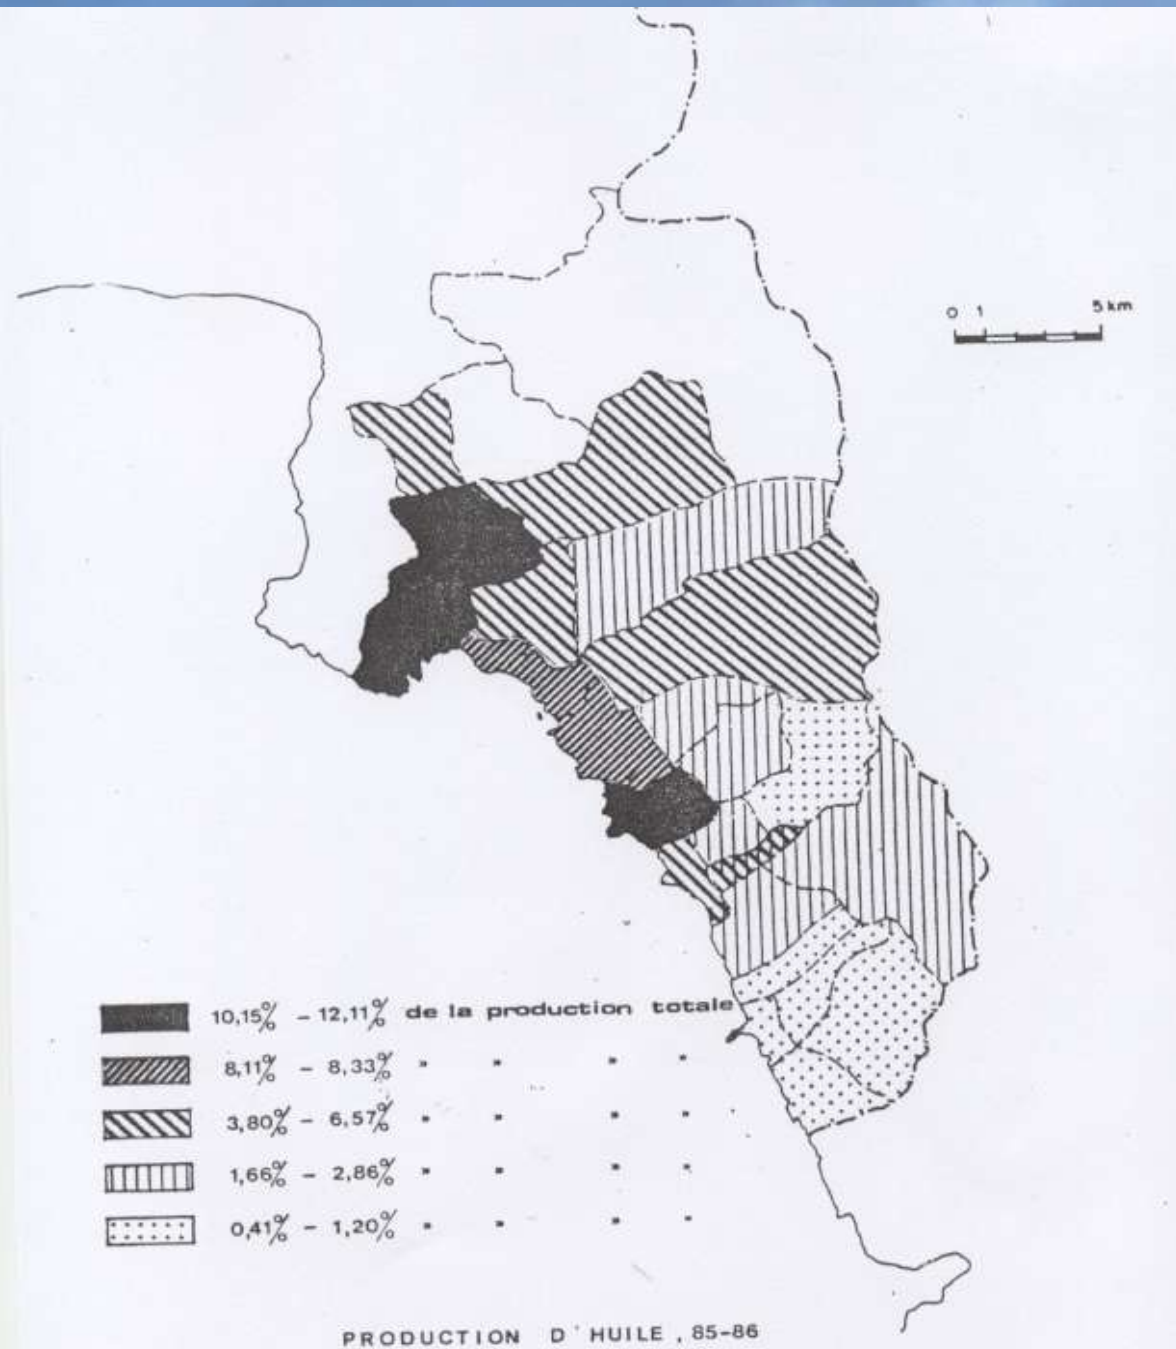 0 1 5 km
10,15% - 12,11% de la production totale
8,11% - 8,33% " " " "
3,80% - 6,57% " " " "
1,66% - 2,86% " " " "
0,41% - 1,20% " " " "
PRODUCTION D'HUILE , 85-86